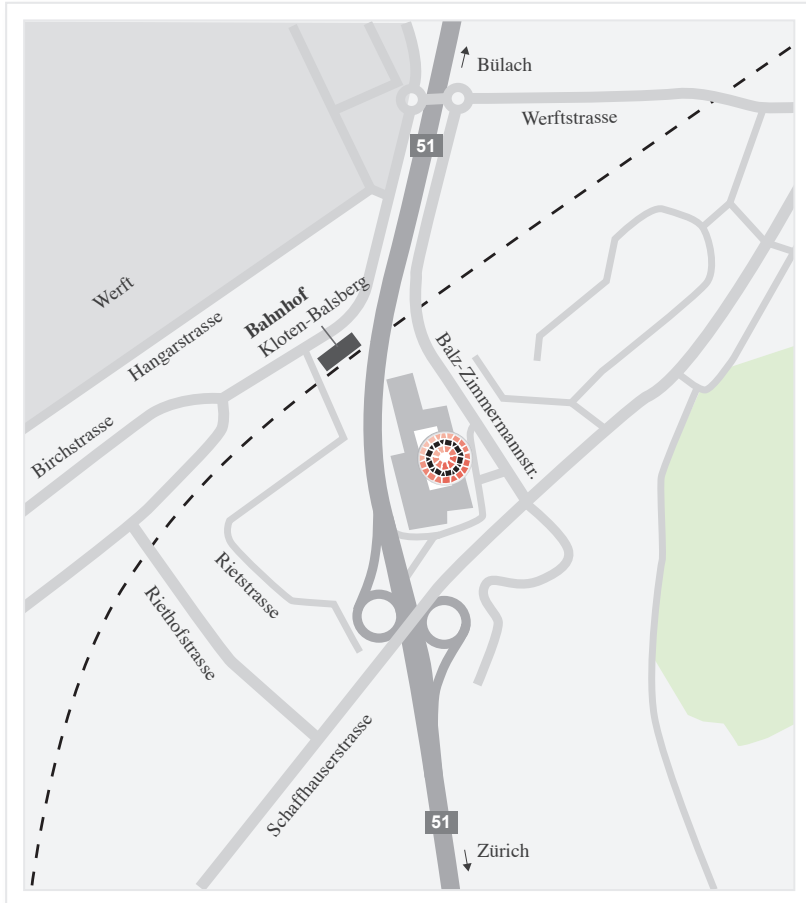 Bülach
Werftstrasse
51
Werft
Hangarstrasse
Bahnhof
Kloten-Balsberg
Birchstrasse
Balz-Zimmermannstr.
Rietstrasse
Riethofstrasse
Schaffhauserstrasse
51
Zürich